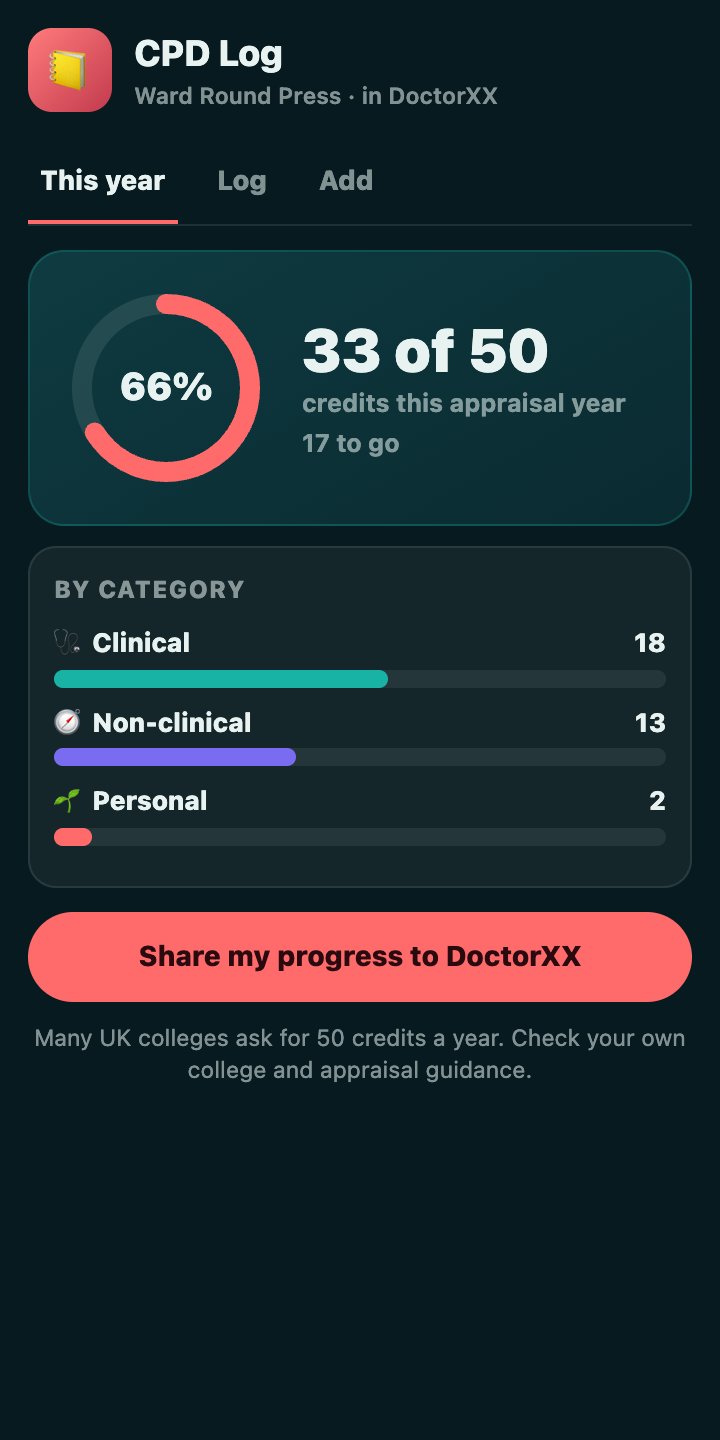 CPD Log
Ward Round Press · in DoctorXX
This year
Log
Add
66%
33 of 50
credits this appraisal year
17 to go
BY CATEGORY
Clinical 18
Non-clinical 13
Personal 2
Share my progress to DoctorXX
Many UK colleges ask for 50 credits a year. Check your own
college and appraisal guidance.